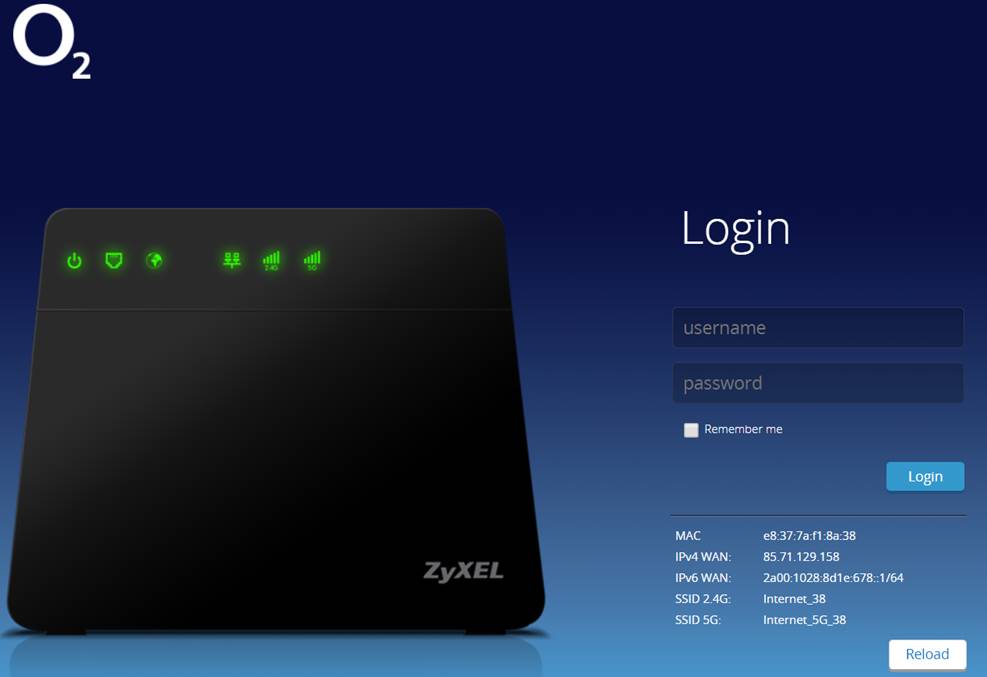 O2
Login
2.4G 5G
username
ZyXEL
password
Remember me
Login
MAC e8:37:7a:f1:8a:38
IPv4 WAN: 85.71.129.158
IPv6 WAN: 2a00:1028:8d1e:678::1/64
SSID 2.4G: Internet_38
SSID 5G: Internet_5G_38
Reload